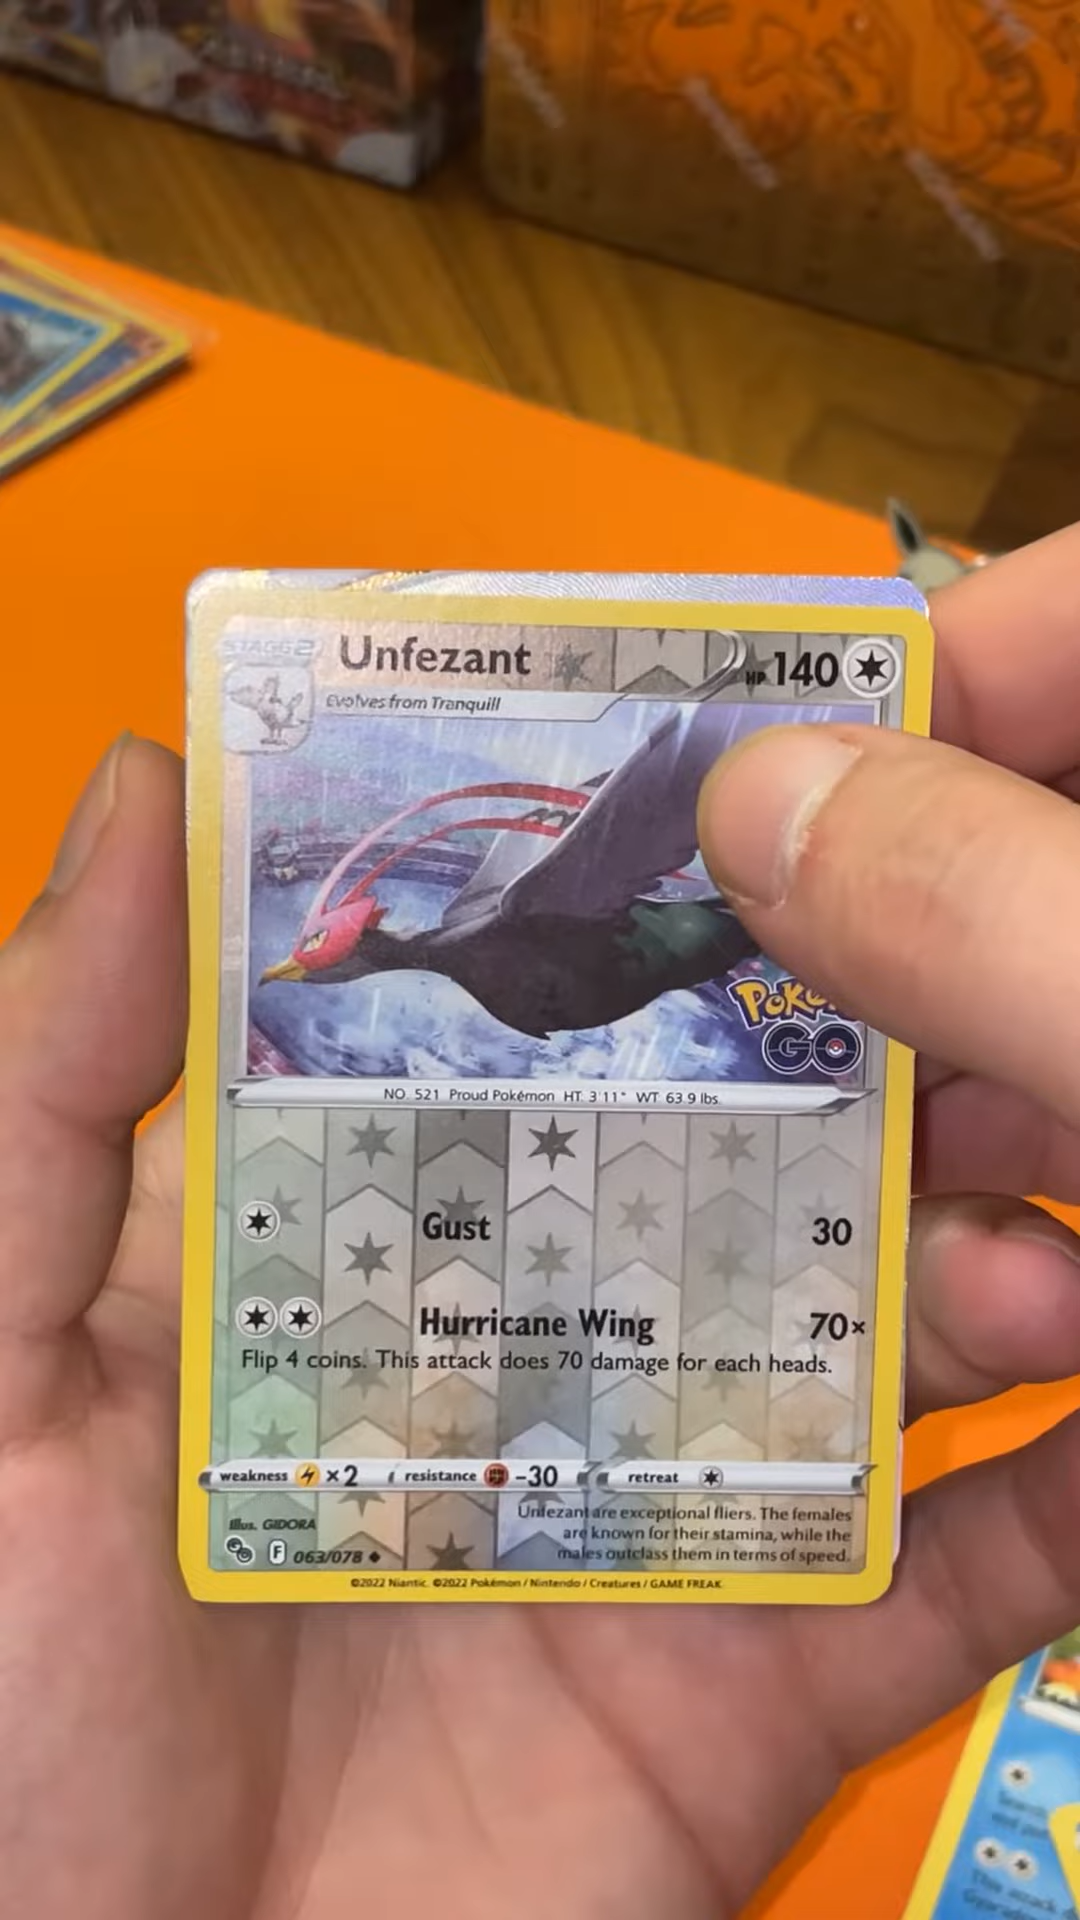 STAGE 2
Unfezant
HP 140
Evolves from Tranquill
POKé
GO
NO. 521 Proud Pokémon HT: 3'11" WT: 63.9 lbs.
Gust 30
Hurricane Wing 70×
Flip 4 coins. This attack does 70 damage for each heads.
weakness ×2 resistance -30 retreat
Unfezant are exceptional fliers. The females
are known for their stamina, while the
males outclass them in terms of speed.
Illus. GIDORA
F 063/078
©2022 Niantic. ©2022 Pokémon / Nintendo / Creatures / GAME FREAK